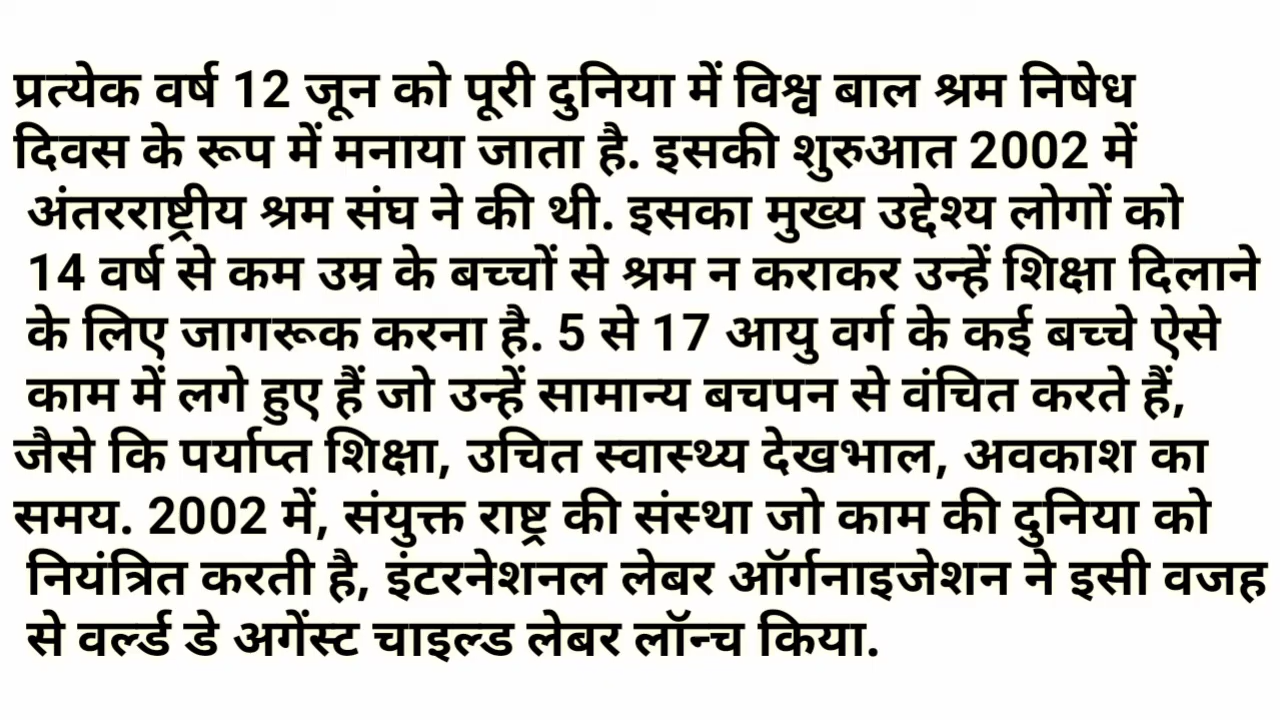 प्रत्येक वर्ष 12 जून को पूरी दुनिया में विश्व बाल श्रम निषेध
दिवस के रूप में मनाया जाता है. इसकी शुरुआत 2002 में
अंतरराष्ट्रीय श्रम संघ ने की थी. इसका मुख्य उद्देश्य लोगों को
14 वर्ष से कम उम्र के बच्चों से श्रम न कराकर उन्हें शिक्षा दिलाने
के लिए जागरूक करना है. 5 से 17 आयु वर्ग के कई बच्चे ऐसे
काम में लगे हुए हैं जो उन्हें सामान्य बचपन से वंचित करते हैं,
जैसे कि पर्याप्त शिक्षा, उचित स्वास्थ्य देखभाल, अवकाश का
समय. 2002 में, संयुक्त राष्ट्र की संस्था जो काम की दुनिया को
नियंत्रित करती है, इंटरनेशनल लेबर ऑर्गनाइजेशन ने इसी वजह
से वर्ल्ड डे अगेंस्ट चाइल्ड लेबर लॉन्च किया.